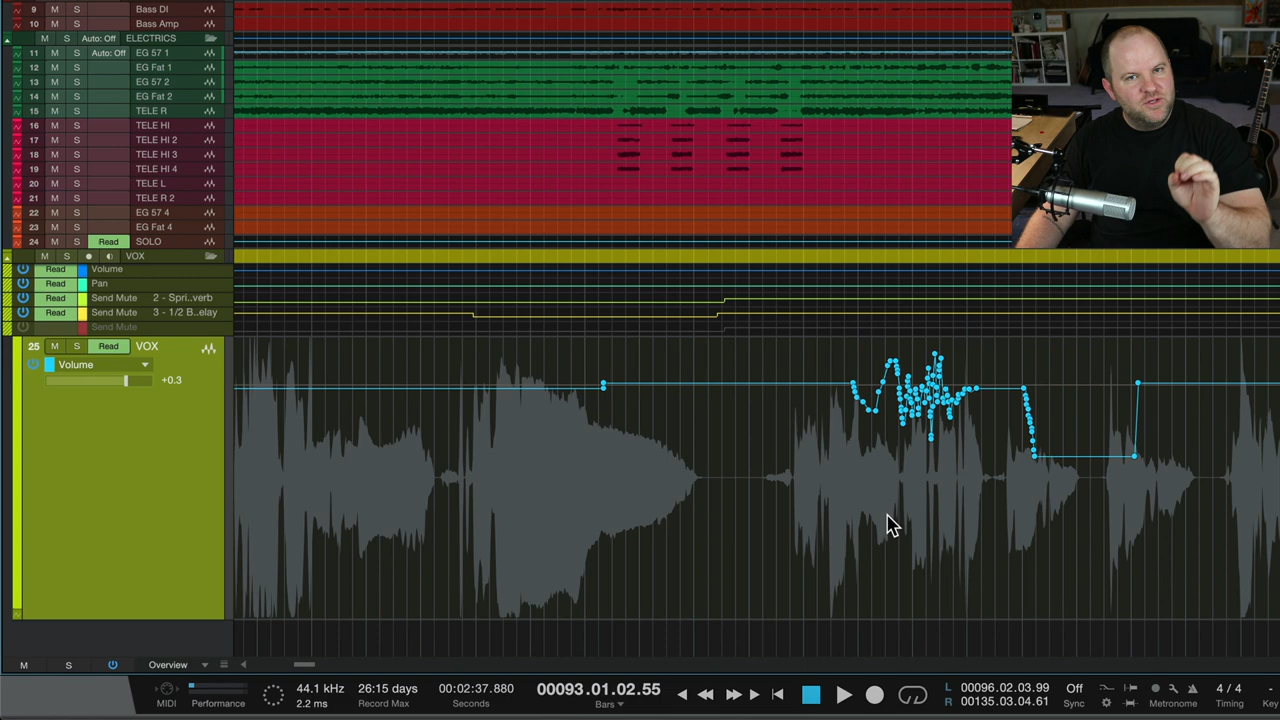 9 Bass DI
10 Bass Amp
M S Auto: Off ELECTRICS
11 M S Auto: Off EG 57 1
12 M S EG Fat 1
13 M S EG 57 2
14 M S EG Fat 2
15 M S TELE R
16 M S TELE HI
17 M S TELE HI 2
18 M S TELE HI 3
19 M S TELE HI 4
20 M S TELE L
21 M S TELE R 2
22 M S EG 57 4
23 M S EG Fat 4
24 M S Read SOLO
M S VOX
Read Volume
Read Pan
Read Send Mute 2 - Spri..verb
Read Send Mute 3 - 1/2 B..elay
Send Mute
25 M S Read VOX
Volume
+0.3
M S Overview
MIDI
Performance
44.1 kHz
2.2 ms
26:15 days
Record Max
00:02:37.880
Seconds
00093.01.02.55
Bars
L 00096.02.03.99
R 00135.03.04.61
Off
Sync
Metronome
4 / 4
Timing
-
Key